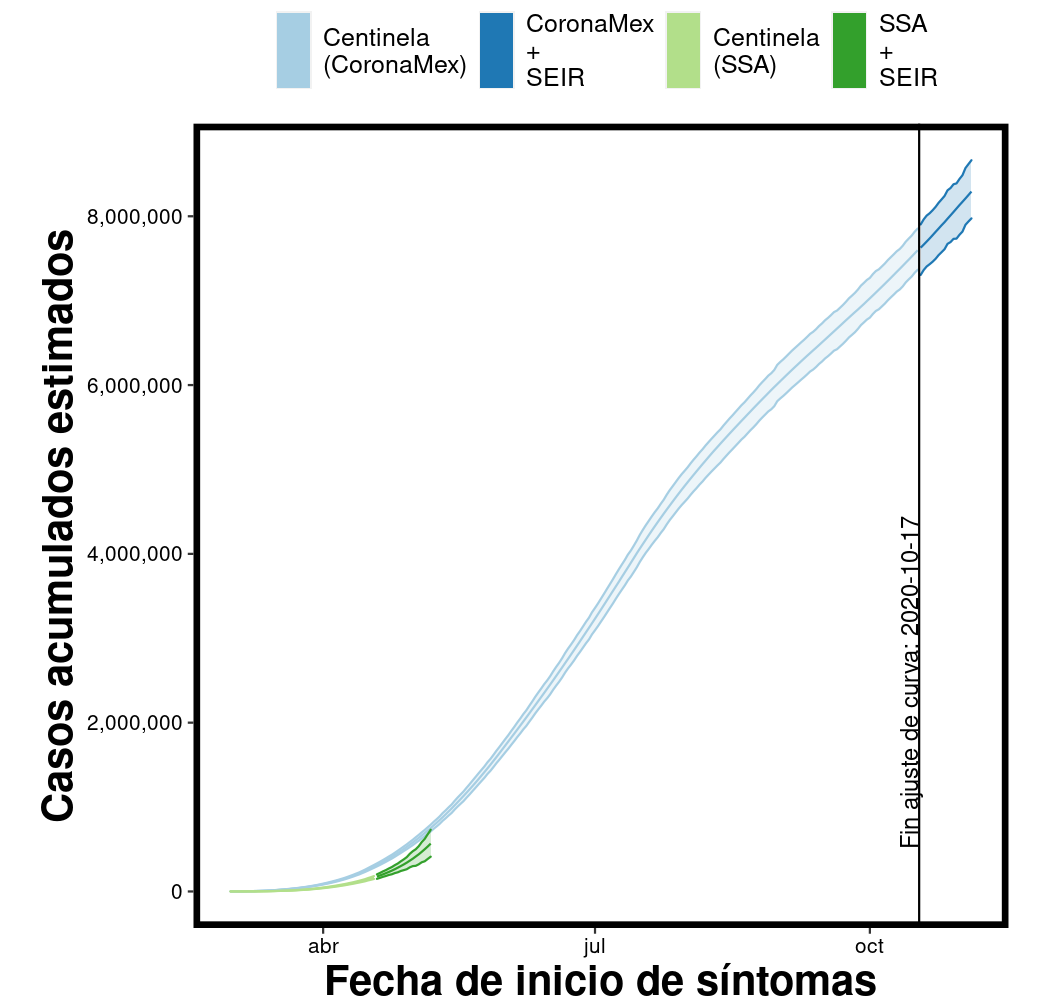 Centinela
(CoronaMex)
CoronaMex
+
SEIR
Centinela
(SSA)
SSA
+
SEIR
Casos acumulados estimados
8,000,000
6,000,000
4,000,000
2,000,000
0
Fin ajuste de curva: 2020-10-17
abr
jul
oct
Fecha de inicio de síntomas